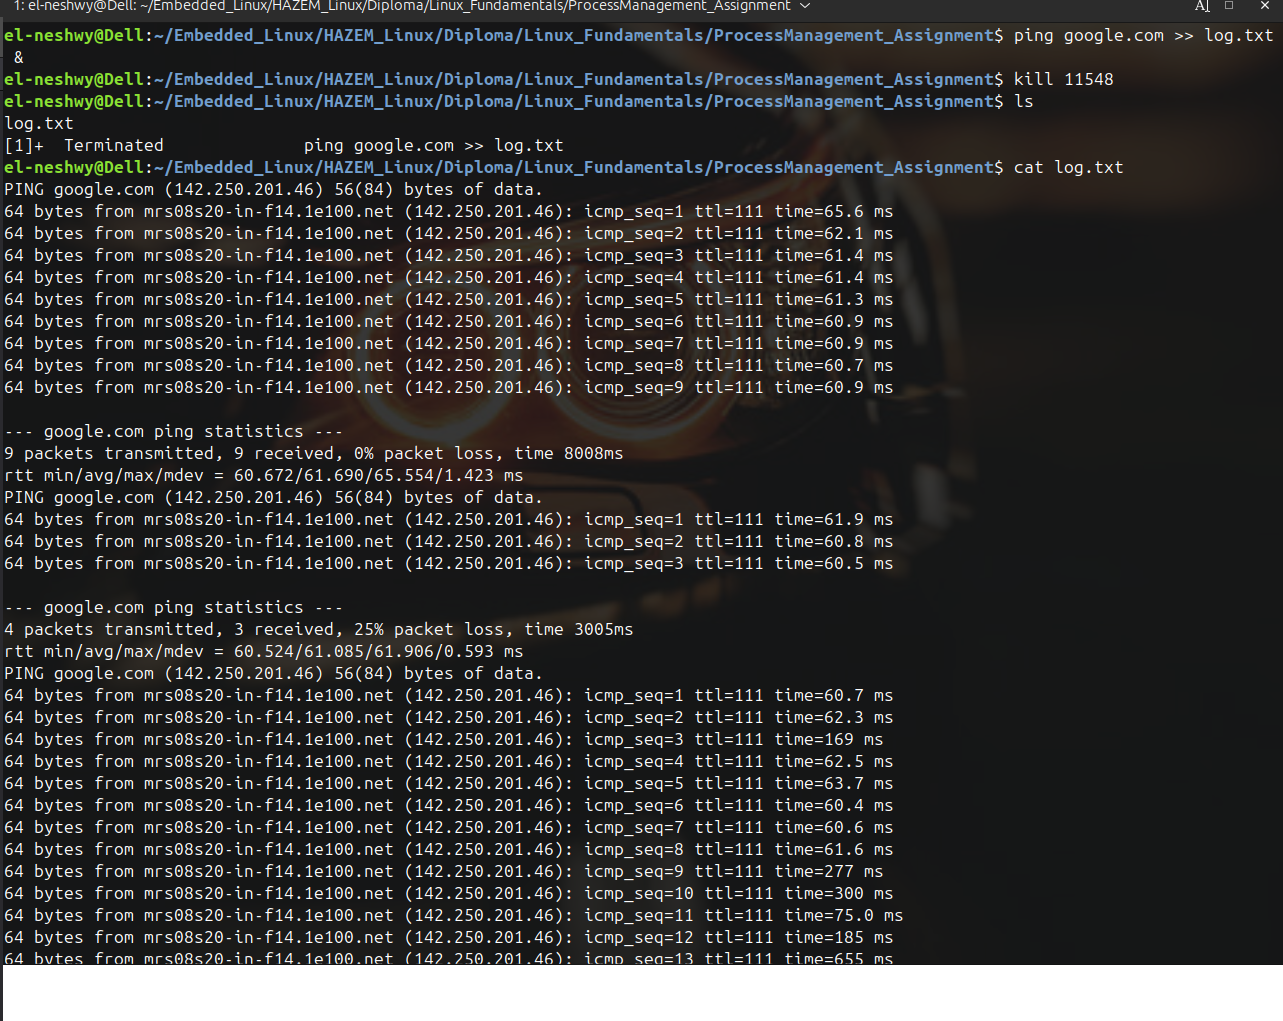 1: el-neshwy@Dell: ~/Embedded_Linux/HAZEM_Linux/Diploma/Linux_Fundamentals/ProcessManagement_Assignment
el-neshwy@Dell:~/Embedded_Linux/HAZEM_Linux/Diploma/Linux_Fundamentals/ProcessManagement_Assignment$ ping google.com >> log.txt
&
el-neshwy@Dell:~/Embedded_Linux/HAZEM_Linux/Diploma/Linux_Fundamentals/ProcessManagement_Assignment$ kill 11548
el-neshwy@Dell:~/Embedded_Linux/HAZEM_Linux/Diploma/Linux_Fundamentals/ProcessManagement_Assignment$ ls
log.txt
[1]+  Terminated              ping google.com >> log.txt
el-neshwy@Dell:~/Embedded_Linux/HAZEM_Linux/Diploma/Linux_Fundamentals/ProcessManagement_Assignment$ cat log.txt
PING google.com (142.250.201.46) 56(84) bytes of data.
64 bytes from mrs08s20-in-f14.1e100.net (142.250.201.46): icmp_seq=1 ttl=111 time=65.6 ms
64 bytes from mrs08s20-in-f14.1e100.net (142.250.201.46): icmp_seq=2 ttl=111 time=62.1 ms
64 bytes from mrs08s20-in-f14.1e100.net (142.250.201.46): icmp_seq=3 ttl=111 time=61.4 ms
64 bytes from mrs08s20-in-f14.1e100.net (142.250.201.46): icmp_seq=4 ttl=111 time=61.4 ms
64 bytes from mrs08s20-in-f14.1e100.net (142.250.201.46): icmp_seq=5 ttl=111 time=61.3 ms
64 bytes from mrs08s20-in-f14.1e100.net (142.250.201.46): icmp_seq=6 ttl=111 time=60.9 ms
64 bytes from mrs08s20-in-f14.1e100.net (142.250.201.46): icmp_seq=7 ttl=111 time=60.9 ms
64 bytes from mrs08s20-in-f14.1e100.net (142.250.201.46): icmp_seq=8 ttl=111 time=60.7 ms
64 bytes from mrs08s20-in-f14.1e100.net (142.250.201.46): icmp_seq=9 ttl=111 time=60.9 ms
--- google.com ping statistics ---
9 packets transmitted, 9 received, 0% packet loss, time 8008ms
rtt min/avg/max/mdev = 60.672/61.690/65.554/1.423 ms
PING google.com (142.250.201.46) 56(84) bytes of data.
64 bytes from mrs08s20-in-f14.1e100.net (142.250.201.46): icmp_seq=1 ttl=111 time=61.9 ms
64 bytes from mrs08s20-in-f14.1e100.net (142.250.201.46): icmp_seq=2 ttl=111 time=60.8 ms
64 bytes from mrs08s20-in-f14.1e100.net (142.250.201.46): icmp_seq=3 ttl=111 time=60.5 ms
--- google.com ping statistics ---
4 packets transmitted, 3 received, 25% packet loss, time 3005ms
rtt min/avg/max/mdev = 60.524/61.085/61.906/0.593 ms
PING google.com (142.250.201.46) 56(84) bytes of data.
64 bytes from mrs08s20-in-f14.1e100.net (142.250.201.46): icmp_seq=1 ttl=111 time=60.7 ms
64 bytes from mrs08s20-in-f14.1e100.net (142.250.201.46): icmp_seq=2 ttl=111 time=62.3 ms
64 bytes from mrs08s20-in-f14.1e100.net (142.250.201.46): icmp_seq=3 ttl=111 time=169 ms
64 bytes from mrs08s20-in-f14.1e100.net (142.250.201.46): icmp_seq=4 ttl=111 time=62.5 ms
64 bytes from mrs08s20-in-f14.1e100.net (142.250.201.46): icmp_seq=5 ttl=111 time=63.7 ms
64 bytes from mrs08s20-in-f14.1e100.net (142.250.201.46): icmp_seq=6 ttl=111 time=60.4 ms
64 bytes from mrs08s20-in-f14.1e100.net (142.250.201.46): icmp_seq=7 ttl=111 time=60.6 ms
64 bytes from mrs08s20-in-f14.1e100.net (142.250.201.46): icmp_seq=8 ttl=111 time=61.6 ms
64 bytes from mrs08s20-in-f14.1e100.net (142.250.201.46): icmp_seq=9 ttl=111 time=277 ms
64 bytes from mrs08s20-in-f14.1e100.net (142.250.201.46): icmp_seq=10 ttl=111 time=300 ms
64 bytes from mrs08s20-in-f14.1e100.net (142.250.201.46): icmp_seq=11 ttl=111 time=75.0 ms
64 bytes from mrs08s20-in-f14.1e100.net (142.250.201.46): icmp_seq=12 ttl=111 time=185 ms
64 bytes from mrs08s20-in-f14.1e100.net (142.250.201.46): icmp_seq=13 ttl=111 time=655 ms